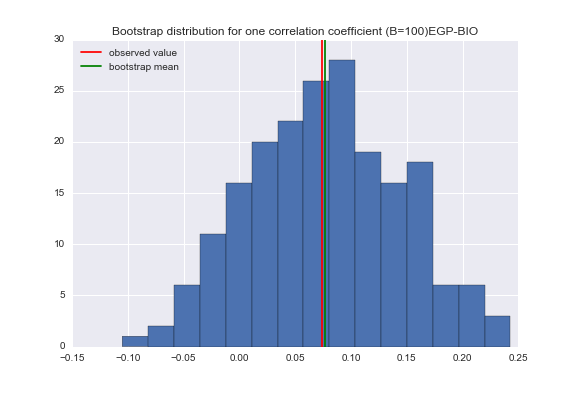 Bootstrap distribution for one correlation coefficient (B=100)EGP-BIO
30
25
20
15
10
5
0
observed value
bootstrap mean
−0.15 −0.10 −0.05 0.00 0.05 0.10 0.15 0.20 0.25